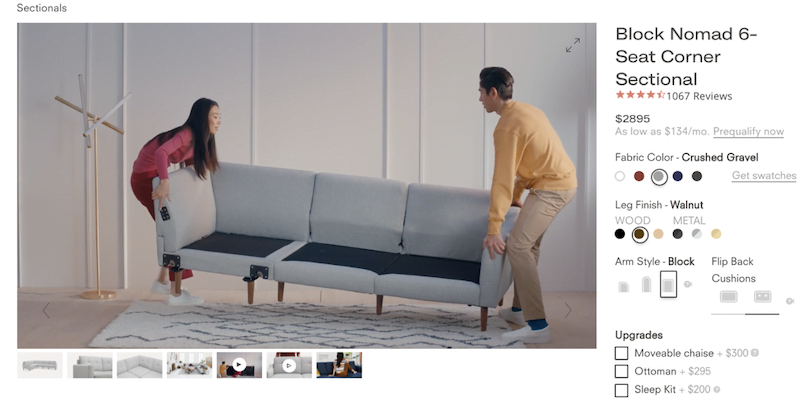 Sectionals
Block Nomad 6-
Seat Corner
Sectional
1067 Reviews
$2895
As low as $134/mo. Prequalify now
Fabric Color - Crushed Gravel
Get swatches
Leg Finish - Walnut
WOOD METAL
Arm Style - Block
Flip Back
Cushions
Upgrades
Moveable chaise + $300 ?
Ottoman + $295
Sleep Kit + $200 ?